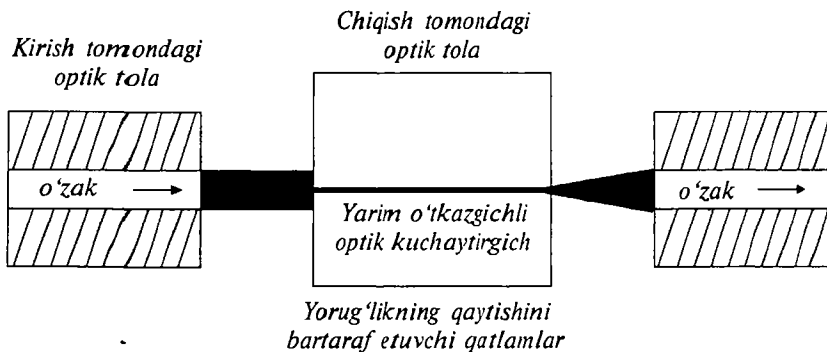 Kirish tomondagi
optik tola
Chiqish tomondagi
optik tola
o‘zak
Yarim o‘tkazgichli
optik kuchaytirgich
o‘zak
Yorug‘likning qaytishini
bartaraf etuvchi qatlamlar